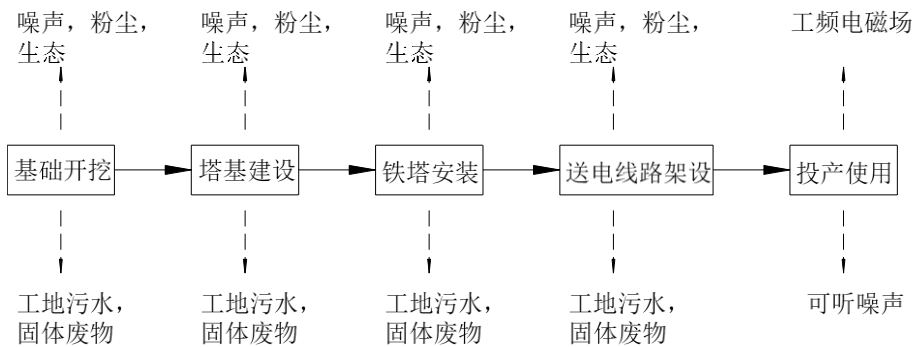 噪声，粉尘，
生态
噪声，粉尘，
生态
噪声，粉尘，
生态
噪声，粉尘，
生态
工频电磁场
基础开挖
塔基建设
铁塔安装
送电线路架设
投产使用
工地污水，
固体废物
工地污水，
固体废物
工地污水，
固体废物
工地污水，
固体废物
可听噪声